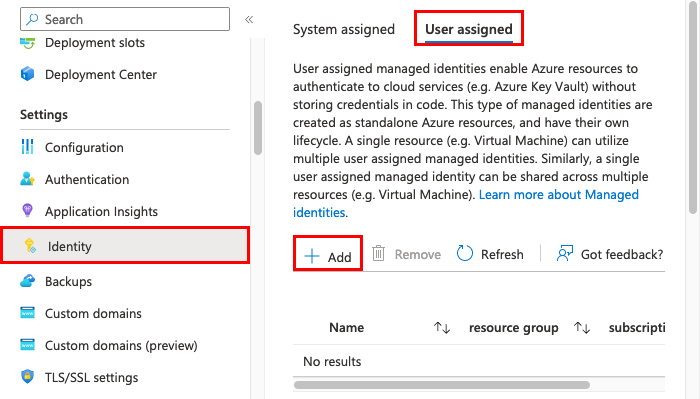 Search
«
Deployment slots
Deployment Center
Settings
Configuration
Authentication
Application Insights
Identity
Backups
Custom domains
Custom domains (preview)
TLS/SSL settings
System assigned User assigned
User assigned managed identities enable Azure resources to
authenticate to cloud services (e.g. Azure Key Vault) without
storing credentials in code. This type of managed identities are
created as standalone Azure resources, and have their own
lifecycle. A single resource (e.g. Virtual Machine) can utilize
multiple user assigned managed identities. Similarly, a single
user assigned managed identity can be shared across multiple
resources (e.g. Virtual Machine). Learn more about Managed
identities.
Add Remove Refresh Got feedback?
Name resource group subscripti
No results